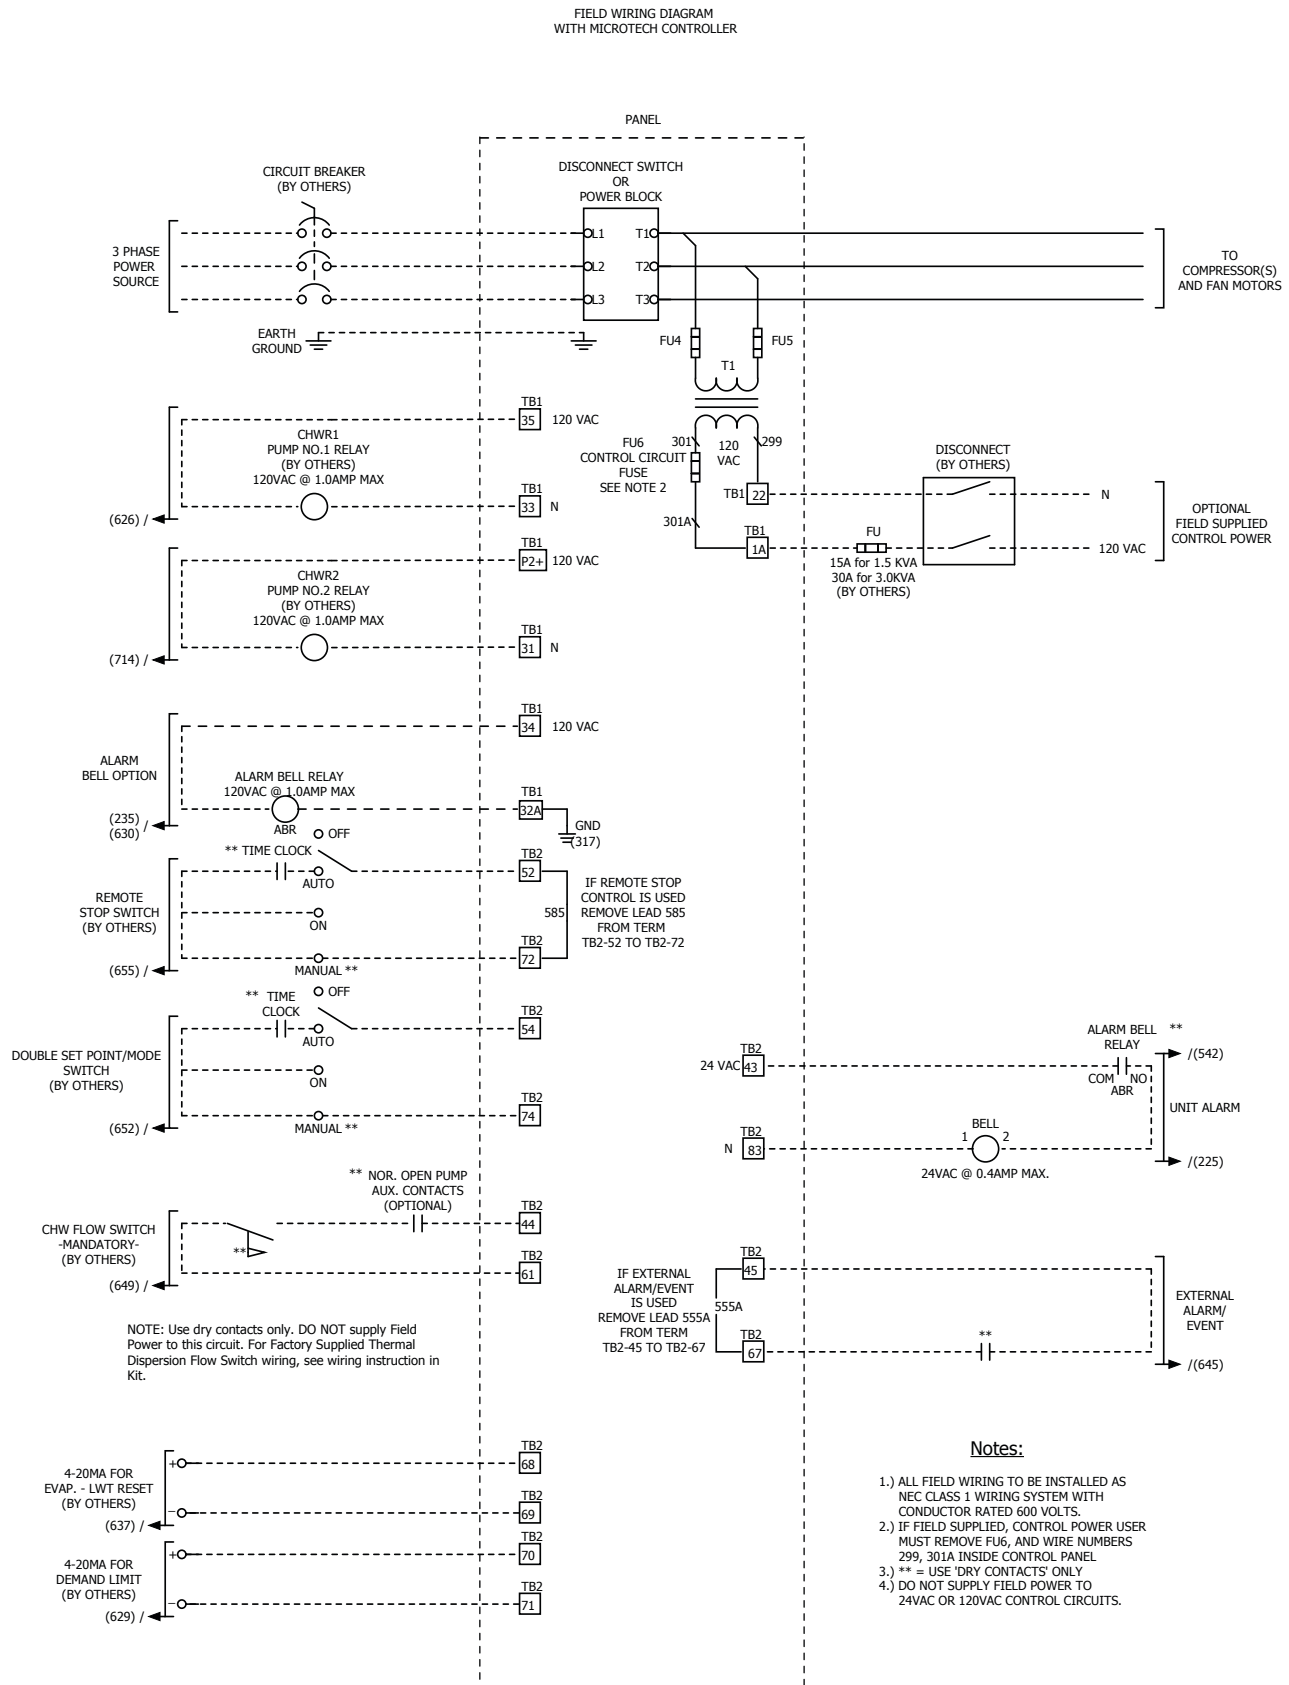 FIELD WIRING DIAGRAM
WITH MICROTECH CONTROLLER
PANEL
CIRCUIT BREAKER
(BY OTHERS)
DISCONNECT SWITCH
OR
POWER BLOCK
3 PHASE
POWER
SOURCE
L1
T1
L2
T2
L3
T3
TO
COMPRESSOR(S)
AND FAN MOTORS
EARTH
GROUND
FU4
FU5
T1
301
120
VAC
299
FU6
CONTROL CIRCUIT
FUSE
SEE NOTE 2
301A
TB1
22
TB1
1A
DISCONNECT
(BY OTHERS)
N
FU
120 VAC
15A for 1.5 KVA
30A for 3.0KVA
(BY OTHERS)
OPTIONAL
FIELD SUPPLIED
CONTROL POWER
TB1
35
120 VAC
CHWR1
PUMP NO.1 RELAY
(BY OTHERS)
120VAC @ 1.0AMP MAX
TB1
33
N
(626) /
TB1
P2+
120 VAC
CHWR2
PUMP NO.2 RELAY
(BY OTHERS)
120VAC @ 1.0AMP MAX
TB1
31
N
(714) /
TB1
34
120 VAC
ALARM
BELL OPTION
ALARM BELL RELAY
120VAC @ 1.0AMP MAX
ABR
TB1
32A
GND
(317)
(235)
(630) /
OFF
** TIME CLOCK
AUTO
ON
MANUAL **
TB2
52
585
TB2
72
IF REMOTE STOP
CONTROL IS USED
REMOVE LEAD 585
FROM TERM
TB2-52 TO TB2-72
REMOTE
STOP SWITCH
(BY OTHERS)
(655) /
OFF
** TIME
CLOCK
AUTO
ON
MANUAL **
TB2
54
TB2
74
DOUBLE SET POINT/MODE
SWITCH
(BY OTHERS)
(652) /
TB2
24 VAC
43
ALARM BELL **
RELAY
COM
NO
ABR
/(542)
UNIT ALARM
TB2
N
83
BELL
1
2
24VAC @ 0.4AMP MAX.
/(225)
** NOR. OPEN PUMP
AUX. CONTACTS
(OPTIONAL)
TB2
44
CHW FLOW SWITCH
-MANDATORY-
(BY OTHERS)
**
TB2
61
(649) /
NOTE: Use dry contacts only. DO NOT supply Field
Power to this circuit. For Factory Supplied Thermal
Dispersion Flow Switch wiring, see wiring instruction in
Kit.
IF EXTERNAL
ALARM/EVENT
IS USED
REMOVE LEAD 555A
FROM TERM
TB2-45 TO TB2-67
TB2
45
555A
TB2
67
**
EXTERNAL
ALARM/
EVENT
/(645)
4-20MA FOR
EVAP. - LWT RESET
(BY OTHERS)
(637) /
+
−
TB2
68
TB2
69
4-20MA FOR
DEMAND LIMIT
(BY OTHERS)
(629) /
+
−
TB2
70
TB2
71
Notes:
1.) ALL FIELD WIRING TO BE INSTALLED AS
NEC CLASS 1 WIRING SYSTEM WITH
CONDUCTOR RATED 600 VOLTS.
2.) IF FIELD SUPPLIED, CONTROL POWER USER
MUST REMOVE FU6, AND WIRE NUMBERS
299, 301A INSIDE CONTROL PANEL
3.) ** = USE 'DRY CONTACTS' ONLY
4.) DO NOT SUPPLY FIELD POWER TO
24VAC OR 120VAC CONTROL CIRCUITS.